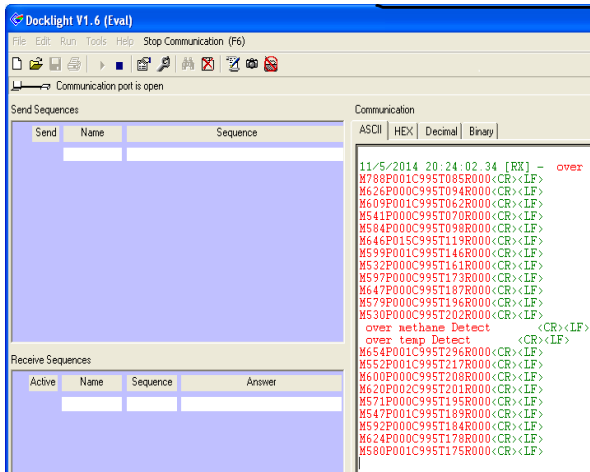 Docklight V1.6 (Eval)
File Edit Run Tools Help Stop Communication (F6)
Communication port is open
Send Sequences
Send Name Sequence
Receive Sequences
Active Name Sequence Answer
Communication
ASCII HEX Decimal Binary
11/5/2014 20:24:02.34 [RX] - over
M788P001C995T085R000<CR><LF>
M626P000C995T094R000<CR><LF>
M609P001C995T062R000<CR><LF>
M541P000C995T070R000<CR><LF>
M584P000C995T098R000<CR><LF>
M646P015C995T119R000<CR><LF>
M599P001C995T146R000<CR><LF>
M532P000C995T161R000<CR><LF>
M597P000C995T173R000<CR><LF>
M647P000C995T187R000<CR><LF>
M579P000C995T196R000<CR><LF>
M530P000C995T202R000<CR><LF>
over methane Detect <CR><LF>
over temp Detect <CR><LF>
M654P001C995T296R000<CR><LF>
M552P001C995T217R000<CR><LF>
M600P000C995T208R000<CR><LF>
M620P002C995T201R000<CR><LF>
M571P000C995T195R000<CR><LF>
M547P001C995T189R000<CR><LF>
M592P000C995T184R000<CR><LF>
M624P000C995T178R000<CR><LF>
M580P001C995T175R000<CR><LF>